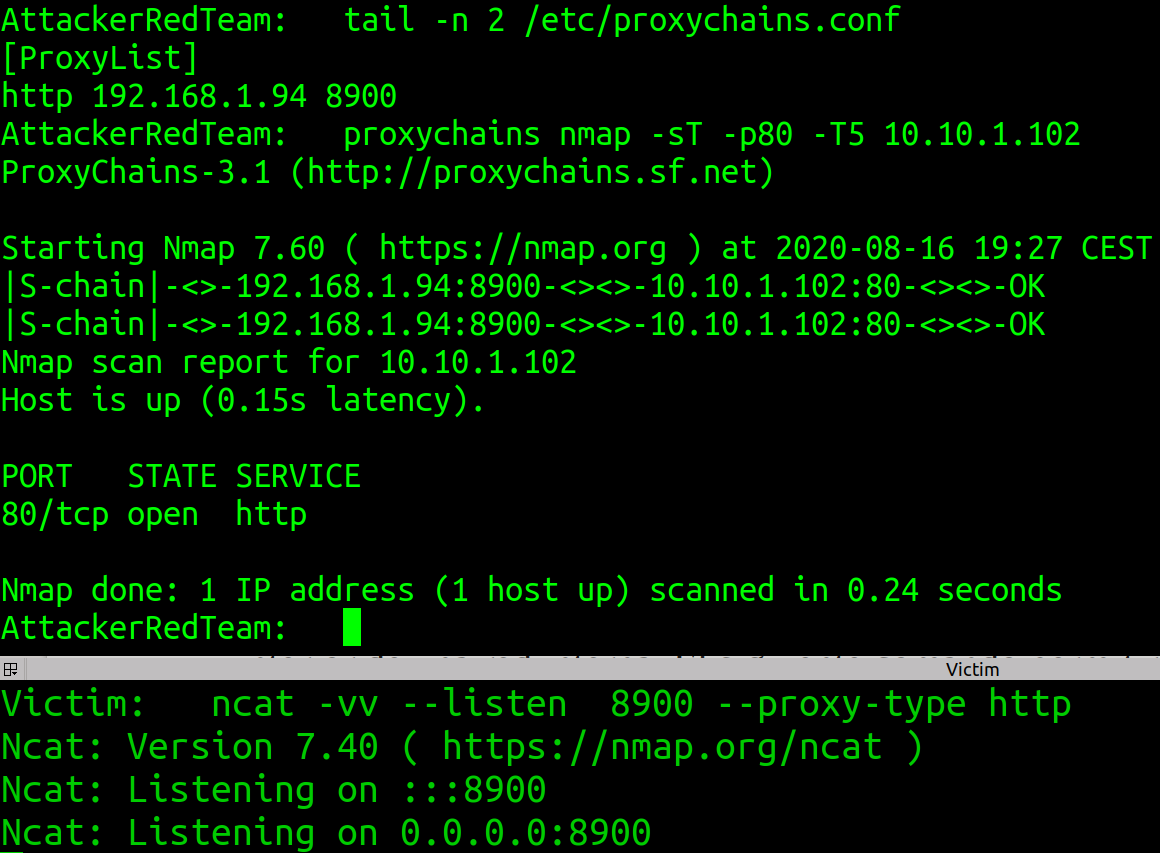 AttackerRedTeam:   tail -n 2 /etc/proxychains.conf
[ProxyList]
http 192.168.1.94 8900
AttackerRedTeam:   proxychains nmap -sT -p80 -T5 10.10.1.102
ProxyChains-3.1 (http://proxychains.sf.net)
Starting Nmap 7.60 ( https://nmap.org ) at 2020-08-16 19:27 CEST
|S-chain|-<>-192.168.1.94:8900-<><>-10.10.1.102:80-<><>-OK
|S-chain|-<>-192.168.1.94:8900-<><>-10.10.1.102:80-<><>-OK
Nmap scan report for 10.10.1.102
Host is up (0.15s latency).
PORT   STATE SERVICE
80/tcp open  http
Nmap done: 1 IP address (1 host up) scanned in 0.24 seconds
AttackerRedTeam:
Victim
Victim:   ncat -vv --listen  8900 --proxy-type http
Ncat: Version 7.40 ( https://nmap.org/ncat )
Ncat: Listening on :::8900
Ncat: Listening on 0.0.0.0:8900